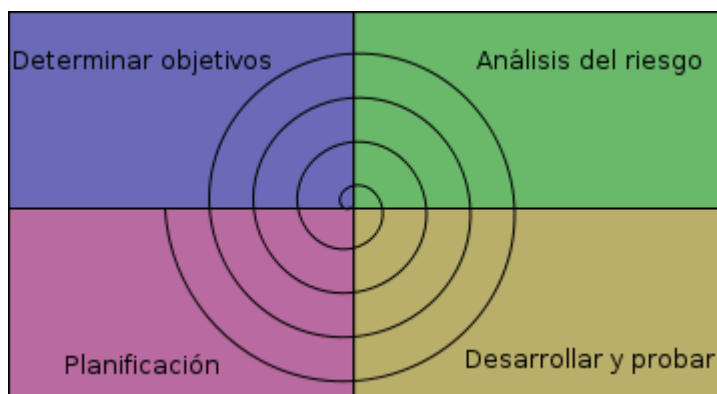 Determinar objetivos
Análisis del riesgo
Planificación
Desarrollar y probar